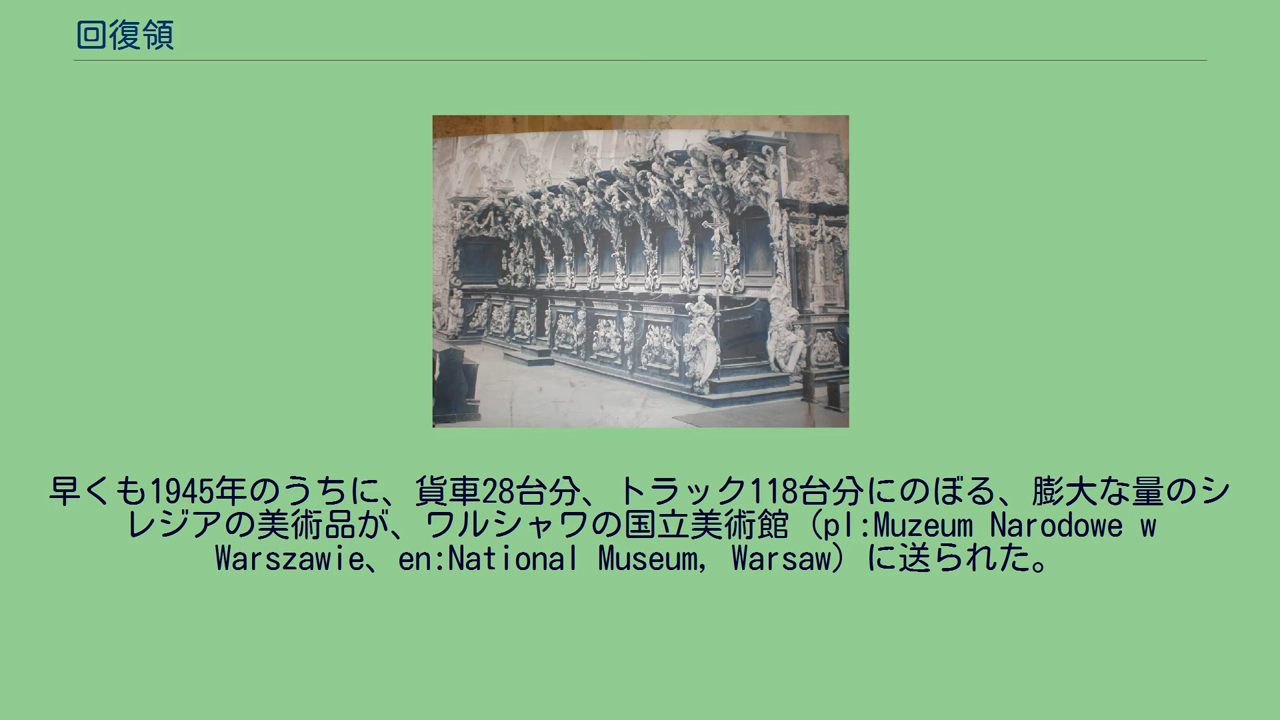 回復領
早くも1945年のうちに、貨車28台分、トラック118台分にのぼる、膨大な量のシ
レジアの美術品が、ワルシャワの国立美術館（pl:Muzeum Narodowe w
Warszawie、en:National Museum, Warsaw）に送られた。